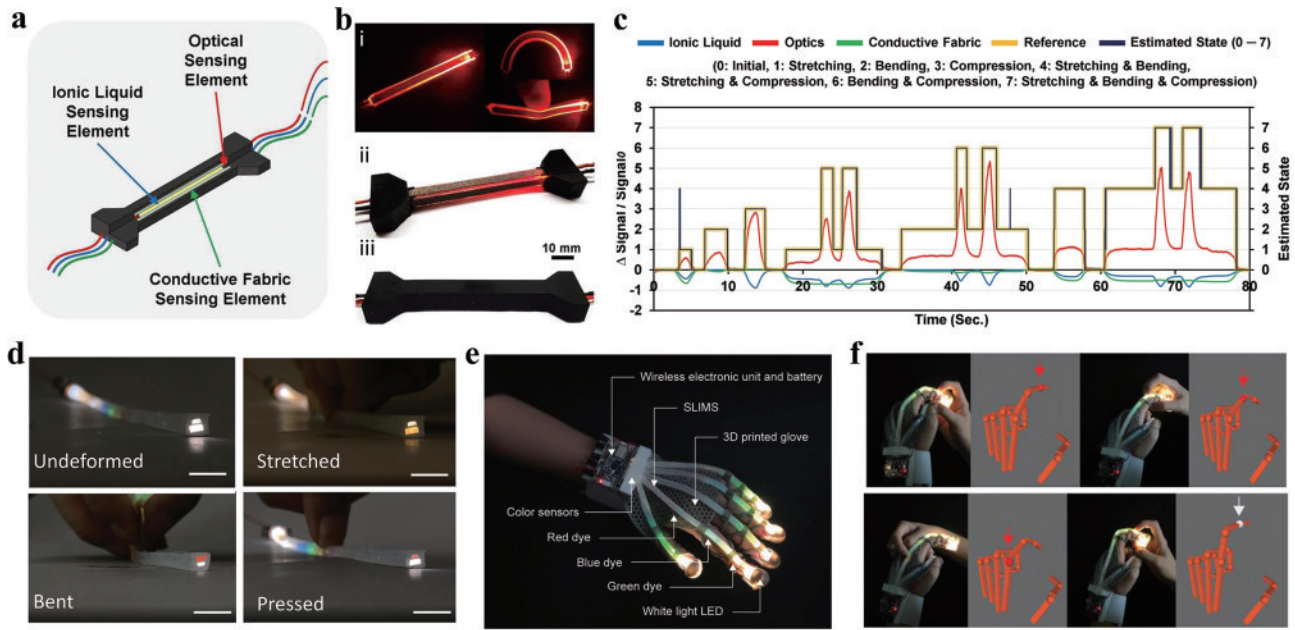 a
Optical
Sensing
Element
Ionic Liquid
Sensing
Element
Conductive Fabric
Sensing Element
b
i
ii
iii
10 mm
c
Ionic Liquid Optics Conductive Fabric Reference Estimated State (0 – 7)
(0: Initial, 1: Stretching, 2: Bending, 3: Compression, 4: Stretching & Bending,
5: Stretching & Compression, 6: Bending & Compression, 7: Stretching & Bending & Compression)
Δ Signal / Signal0
8
7
6
5
4
3
2
1
0
-1
-2
0 10 20 30 40 50 60 70 80
Time (Sec.)
7
6
5
4
3
2
1
0
Estimated State
d
Undeformed
Stretched
Bent
Pressed
e
Wireless electronic unit and battery
SLIMS
3D printed glove
Color sensors
Red dye
Blue dye
Green dye
White light LED
f